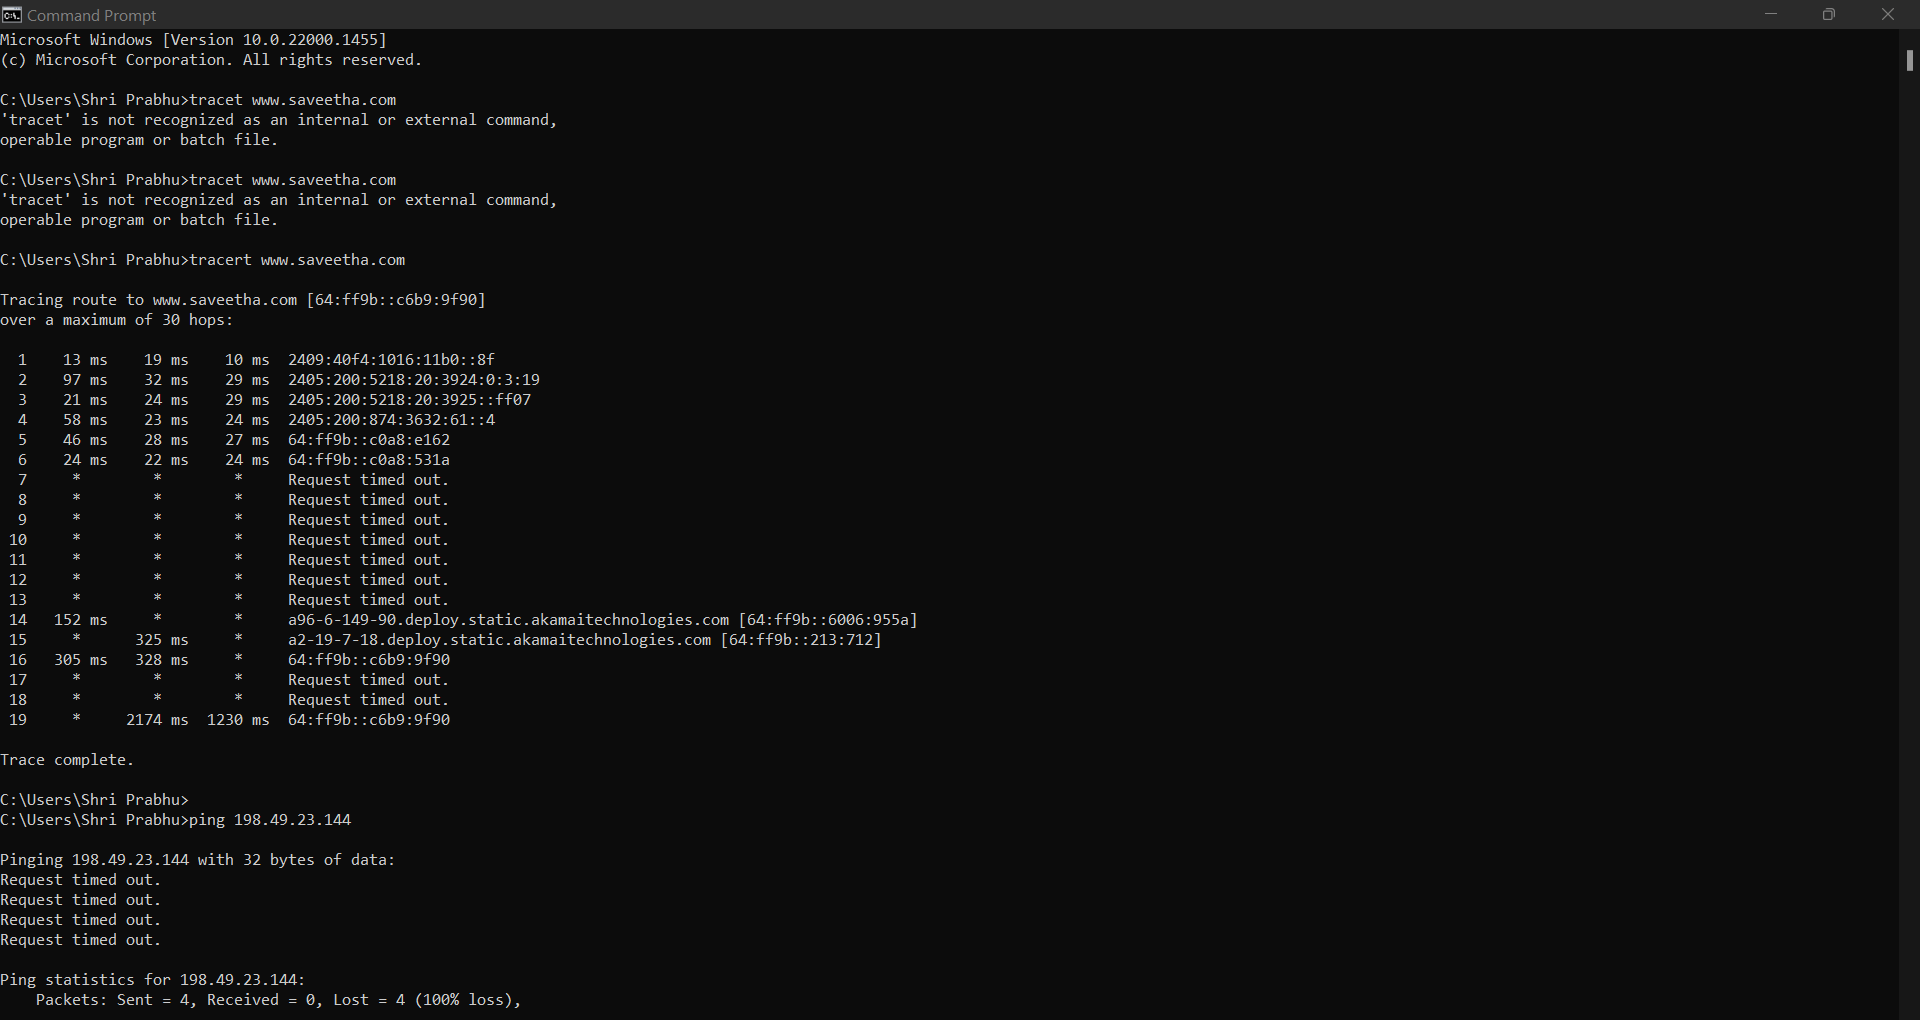 Command Prompt
Microsoft Windows [Version 10.0.22000.1455]
(c) Microsoft Corporation. All rights reserved.
C:\Users\Shri Prabhu>tracet www.saveetha.com
'tracet' is not recognized as an internal or external command,
operable program or batch file.
C:\Users\Shri Prabhu>tracet www.saveetha.com
'tracet' is not recognized as an internal or external command,
operable program or batch file.
C:\Users\Shri Prabhu>tracert www.saveetha.com
Tracing route to www.saveetha.com [64:ff9b::c6b9:9f90]
over a maximum of 30 hops:
  1    13 ms    19 ms    10 ms  2409:40f4:1016:11b0::8f
  2    97 ms    32 ms    29 ms  2405:200:5218:20:3924:0:3:19
  3    21 ms    24 ms    29 ms  2405:200:5218:20:3925::ff07
  4    58 ms    23 ms    24 ms  2405:200:874:3632:61::4
  5    46 ms    28 ms    27 ms  64:ff9b::c0a8:e162
  6    24 ms    22 ms    24 ms  64:ff9b::c0a8:531a
  7     *        *        *     Request timed out.
  8     *        *        *     Request timed out.
  9     *        *        *     Request timed out.
 10     *        *        *     Request timed out.
 11     *        *        *     Request timed out.
 12     *        *        *     Request timed out.
 13     *        *        *     Request timed out.
 14   152 ms     *        *     a96-6-149-90.deploy.static.akamaitechnologies.com [64:ff9b::6006:955a]
 15     *      325 ms     *     a2-19-7-18.deploy.static.akamaitechnologies.com [64:ff9b::213:712]
 16   305 ms   328 ms     *     64:ff9b::c6b9:9f90
 17     *        *        *     Request timed out.
 18     *        *        *     Request timed out.
 19     *     2174 ms  1230 ms  64:ff9b::c6b9:9f90
Trace complete.
C:\Users\Shri Prabhu>
C:\Users\Shri Prabhu>ping 198.49.23.144
Pinging 198.49.23.144 with 32 bytes of data:
Request timed out.
Request timed out.
Request timed out.
Request timed out.
Ping statistics for 198.49.23.144:
    Packets: Sent = 4, Received = 0, Lost = 4 (100% loss),